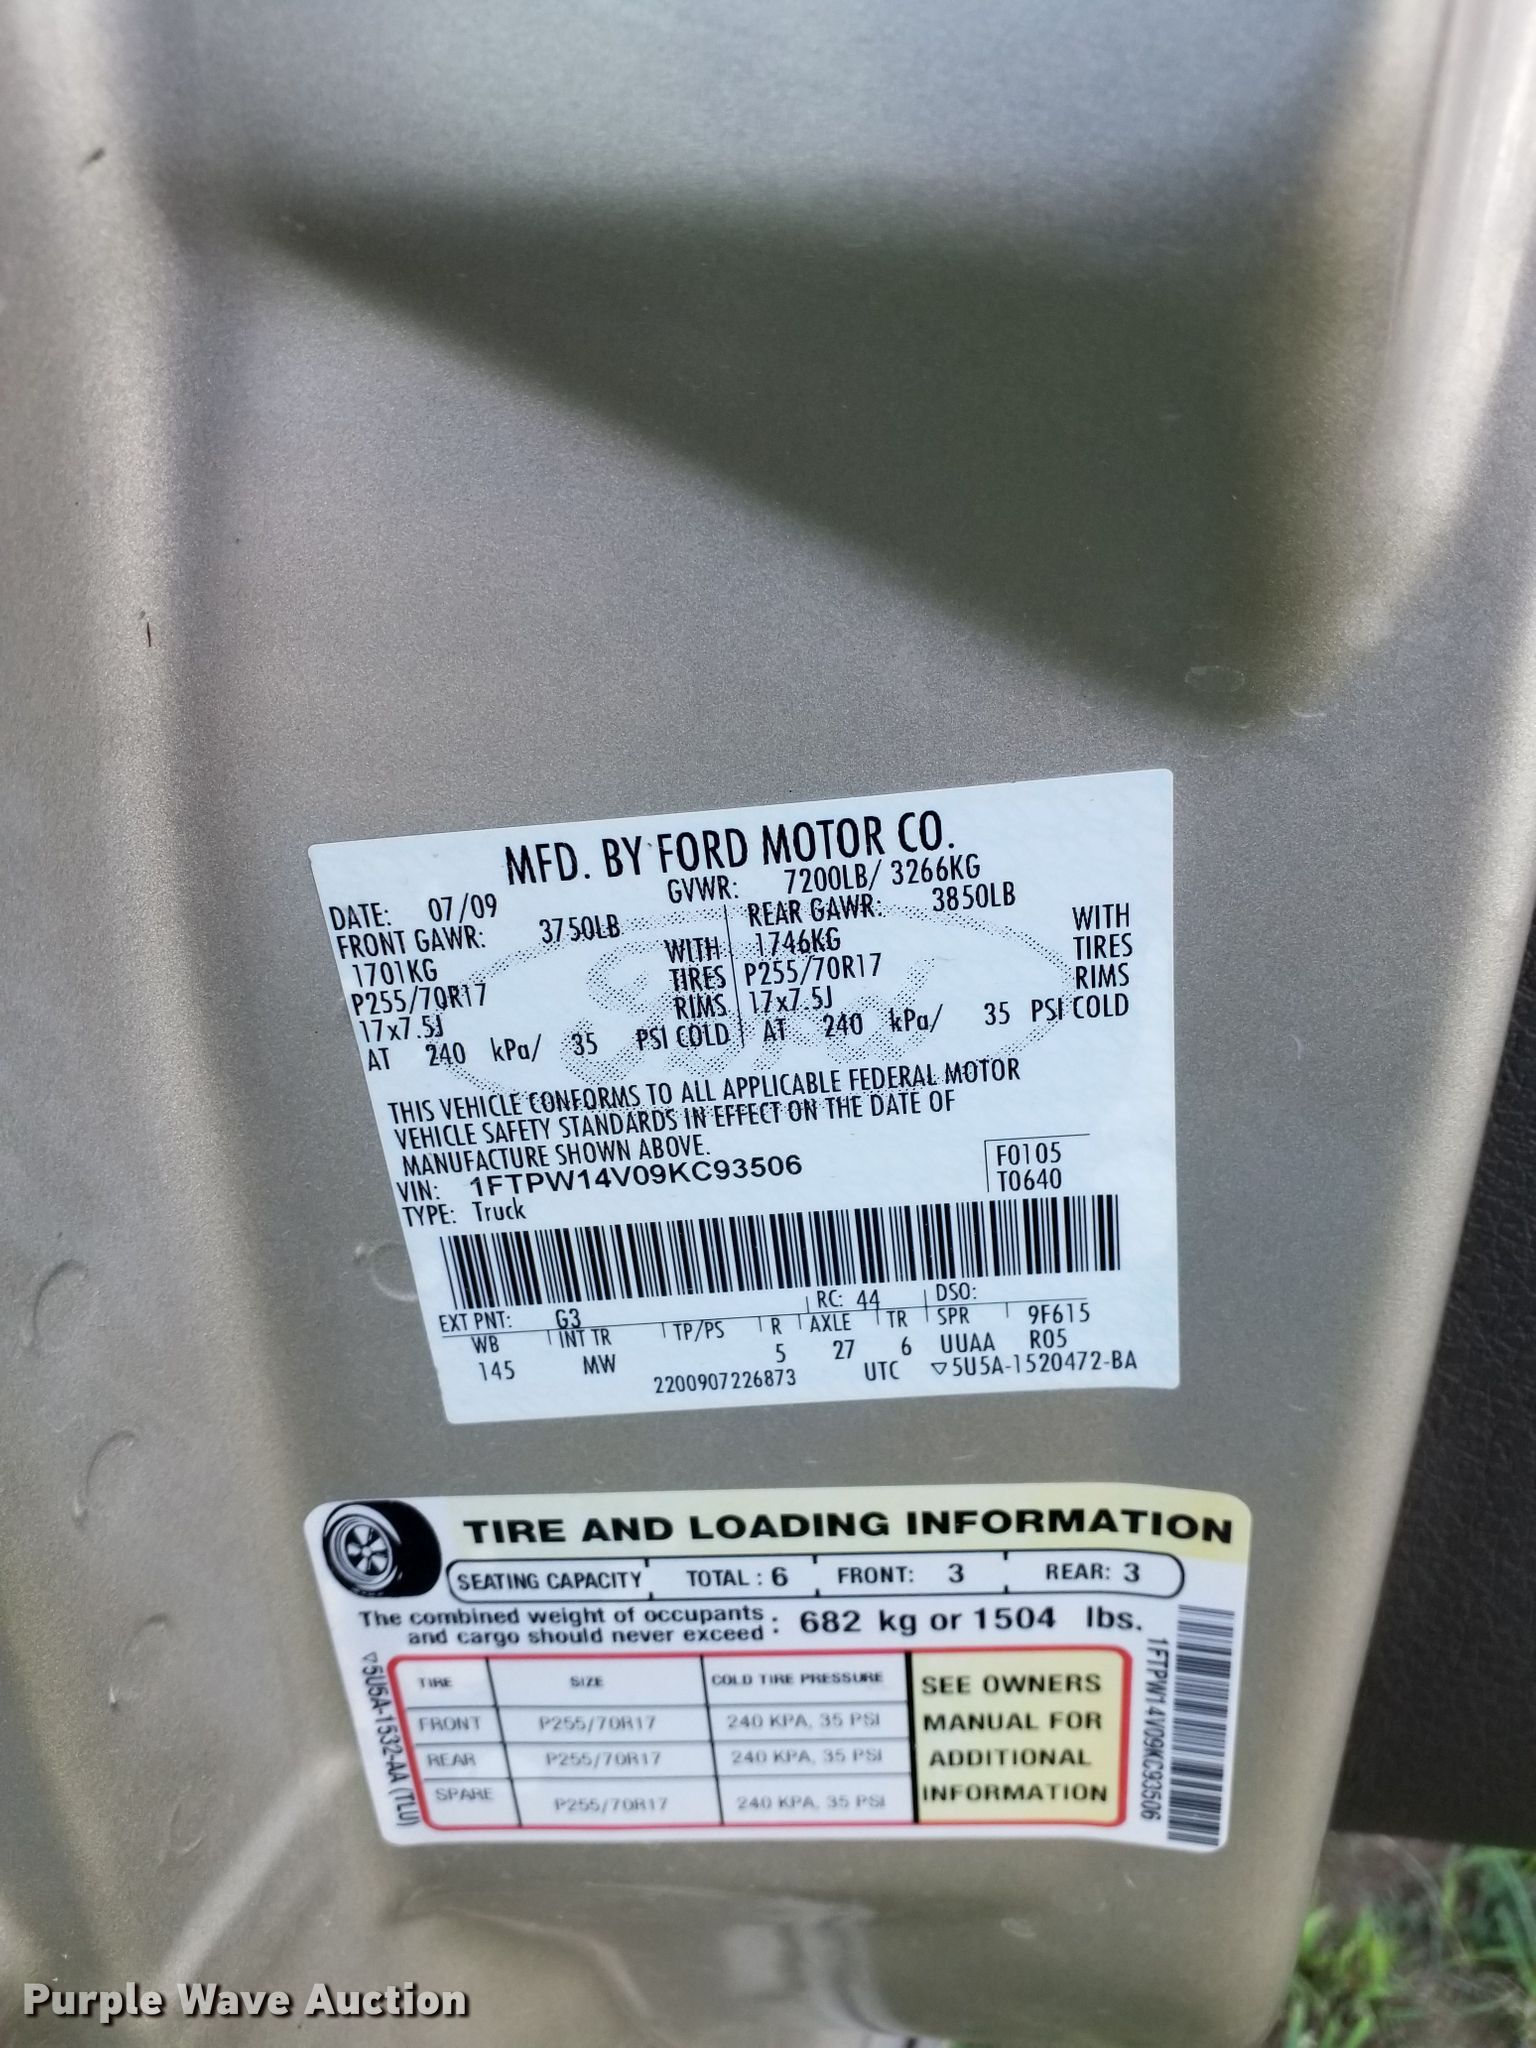 MFD. BY FORD MOTOR CO.
DATE: 07/09 GVWR: 7200LB/ 3266KG
FRONT GAWR: 3750LB REAR GAWR: 3850LB
1701KG WITH 1746KG WITH
P255/70R17 TIRES P255/70R17 TIRES
17x7.5J RIMS 17x7.5J RIMS
AT 240 kPa/ 35 PSI COLD AT 240 kPa/ 35 PSI COLD
THIS VEHICLE CONFORMS TO ALL APPLICABLE FEDERAL MOTOR
VEHICLE SAFETY STANDARDS IN EFFECT ON THE DATE OF
MANUFACTURE SHOWN ABOVE.
VIN: 1FTPW14V09KC93506 F0105
TYPE: Truck T0640
EXT PNT: G3 RC: 44 DSO:
WB INT TR TP/PS R AXLE TR SPR 9F615
145 MW 5 27 6 UUAA R05
2200907226873 UTC ▽5U5A-1520472-BA
TIRE AND LOADING INFORMATION
SEATING CAPACITY TOTAL : 6 FRONT: 3 REAR: 3
The combined weight of occupants
and cargo should never exceed : 682 kg or 1504 lbs.
TIRE SIZE COLD TIRE PRESSURE SEE OWNERS
FRONT P255/70R17 240 KPA, 35 PSI MANUAL FOR
REAR P255/70R17 240 KPA, 35 PSI ADDITIONAL
SPARE P255/70R17 240 KPA, 35 PSI INFORMATION
▽5U5A-1532-AA (TLU)
1FTPW14V09KC93506
Purple Wave Auction